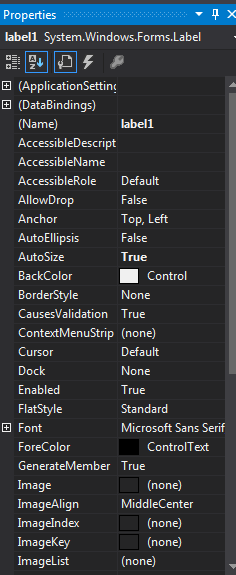 Properties
label1 System.Windows.Forms.Label
(ApplicationSetting
(DataBindings)
(Name) label1
AccessibleDescript
AccessibleName
AccessibleRole Default
AllowDrop False
Anchor Top, Left
AutoEllipsis False
AutoSize True
BackColor Control
BorderStyle None
CausesValidation True
ContextMenuStrip (none)
Cursor Default
Dock None
Enabled True
FlatStyle Standard
Font Microsoft Sans Serif
ForeColor ControlText
GenerateMember True
Image (none)
ImageAlign MiddleCenter
ImageIndex (none)
ImageKey (none)
ImageList (none)